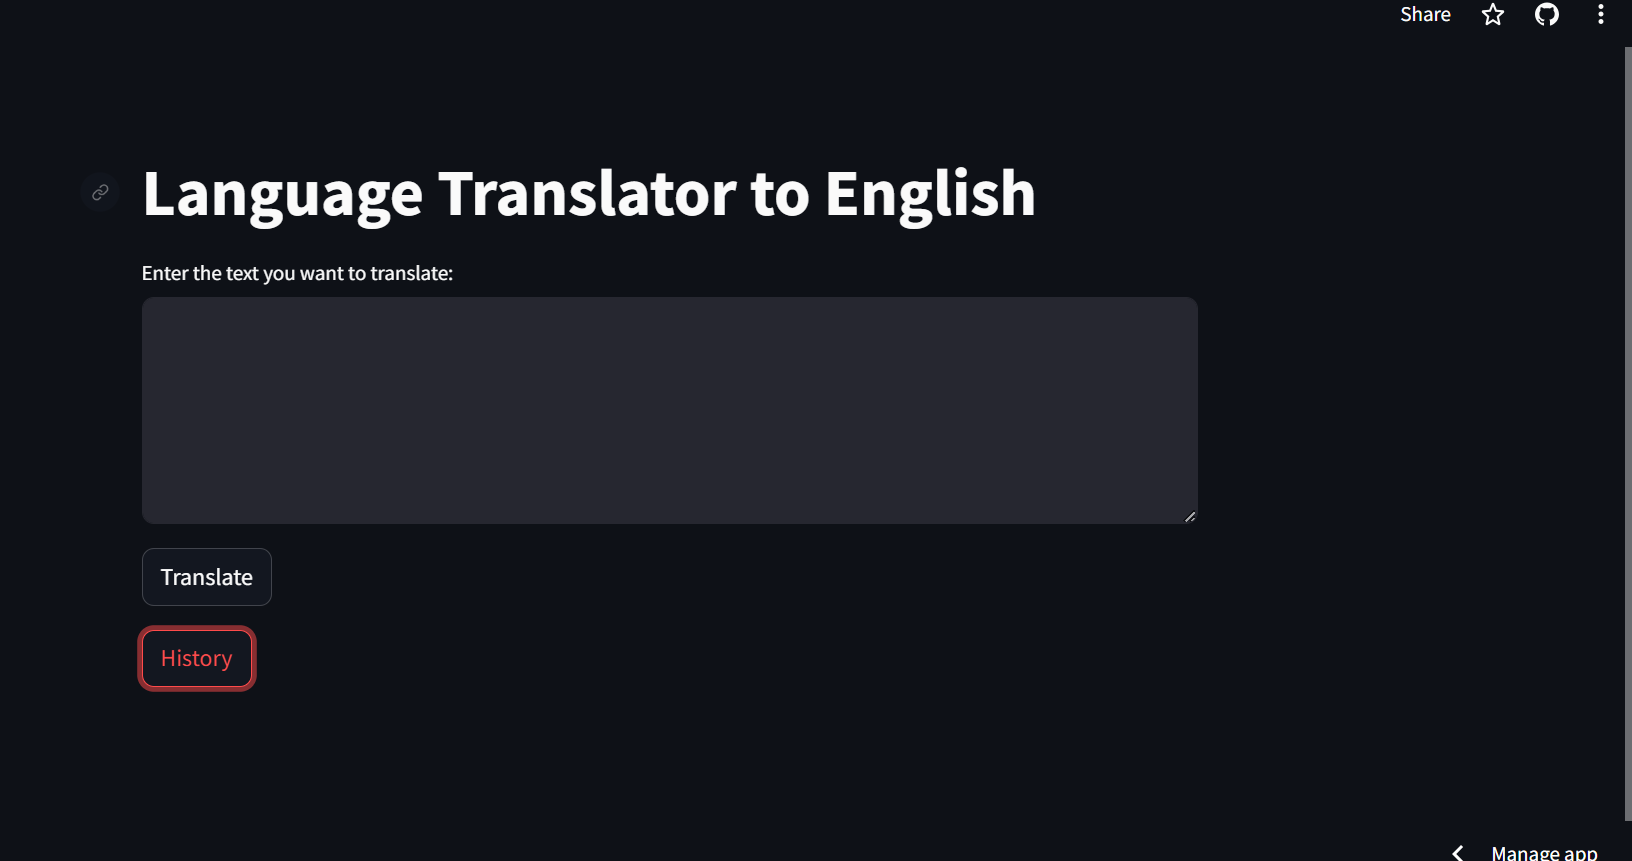 Share
Language Translator to English
Enter the text you want to translate:
Translate
History
Manage app